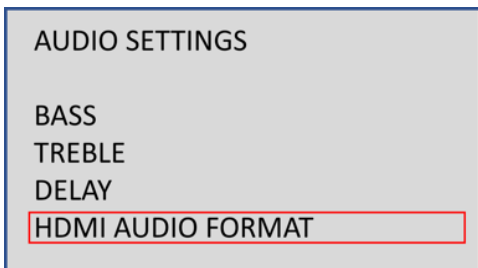 AUDIO SETTINGS
BASS
TREBLE
DELAY
HDMI AUDIO FORMAT